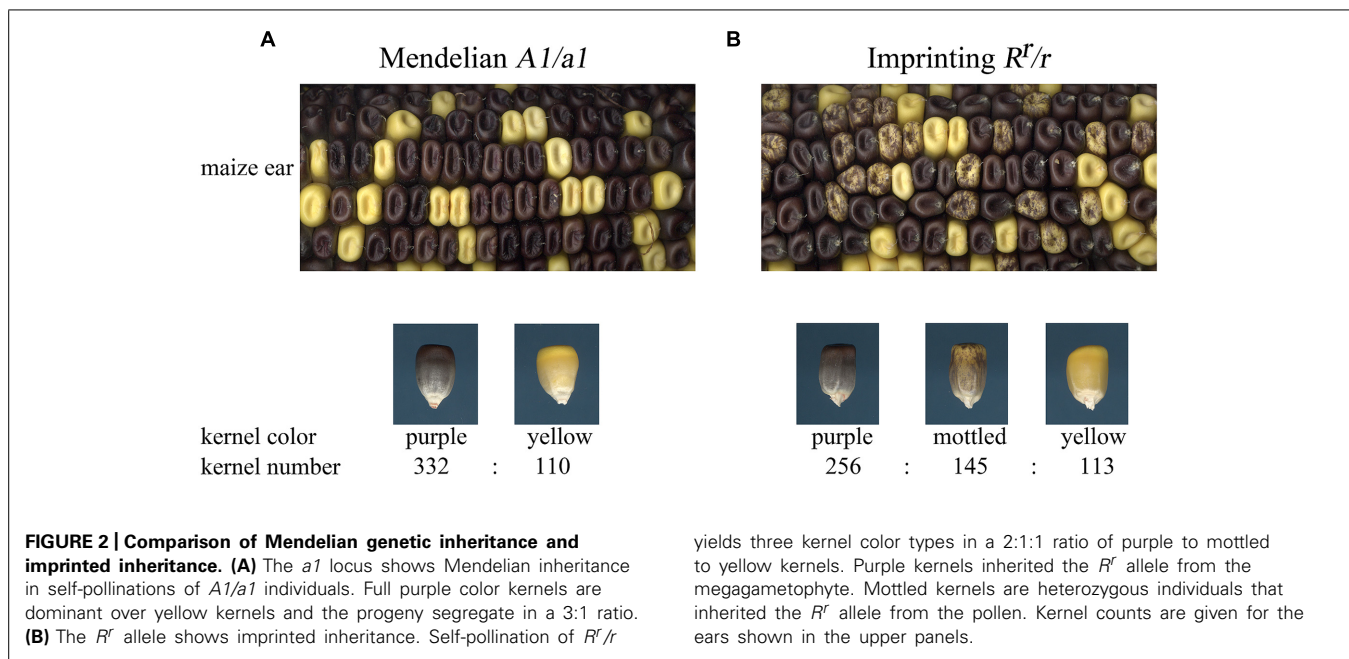 A
Mendelian A1/a1
B
Imprinting Rʳ/r
maize ear
kernel color purple yellow
kernel number 332 : 110
purple mottled yellow
256 : 145 : 113
FIGURE 2 | Comparison of Mendelian genetic inheritance and
imprinted inheritance. (A) The a1 locus shows Mendelian inheritance
in self-pollinations of A1/a1 individuals. Full purple color kernels are
dominant over yellow kernels and the progeny segregate in a 3:1 ratio.
(B) The Rʳ allele shows imprinted inheritance. Self-pollination of Rʳ/r
yields three kernel color types in a 2:1:1 ratio of purple to mottled
to yellow kernels. Purple kernels inherited the Rʳ allele from the
megagametophyte. Mottled kernels are heterozygous individuals that
inherited the Rʳ allele from the pollen. Kernel counts are given for the
ears shown in the upper panels.